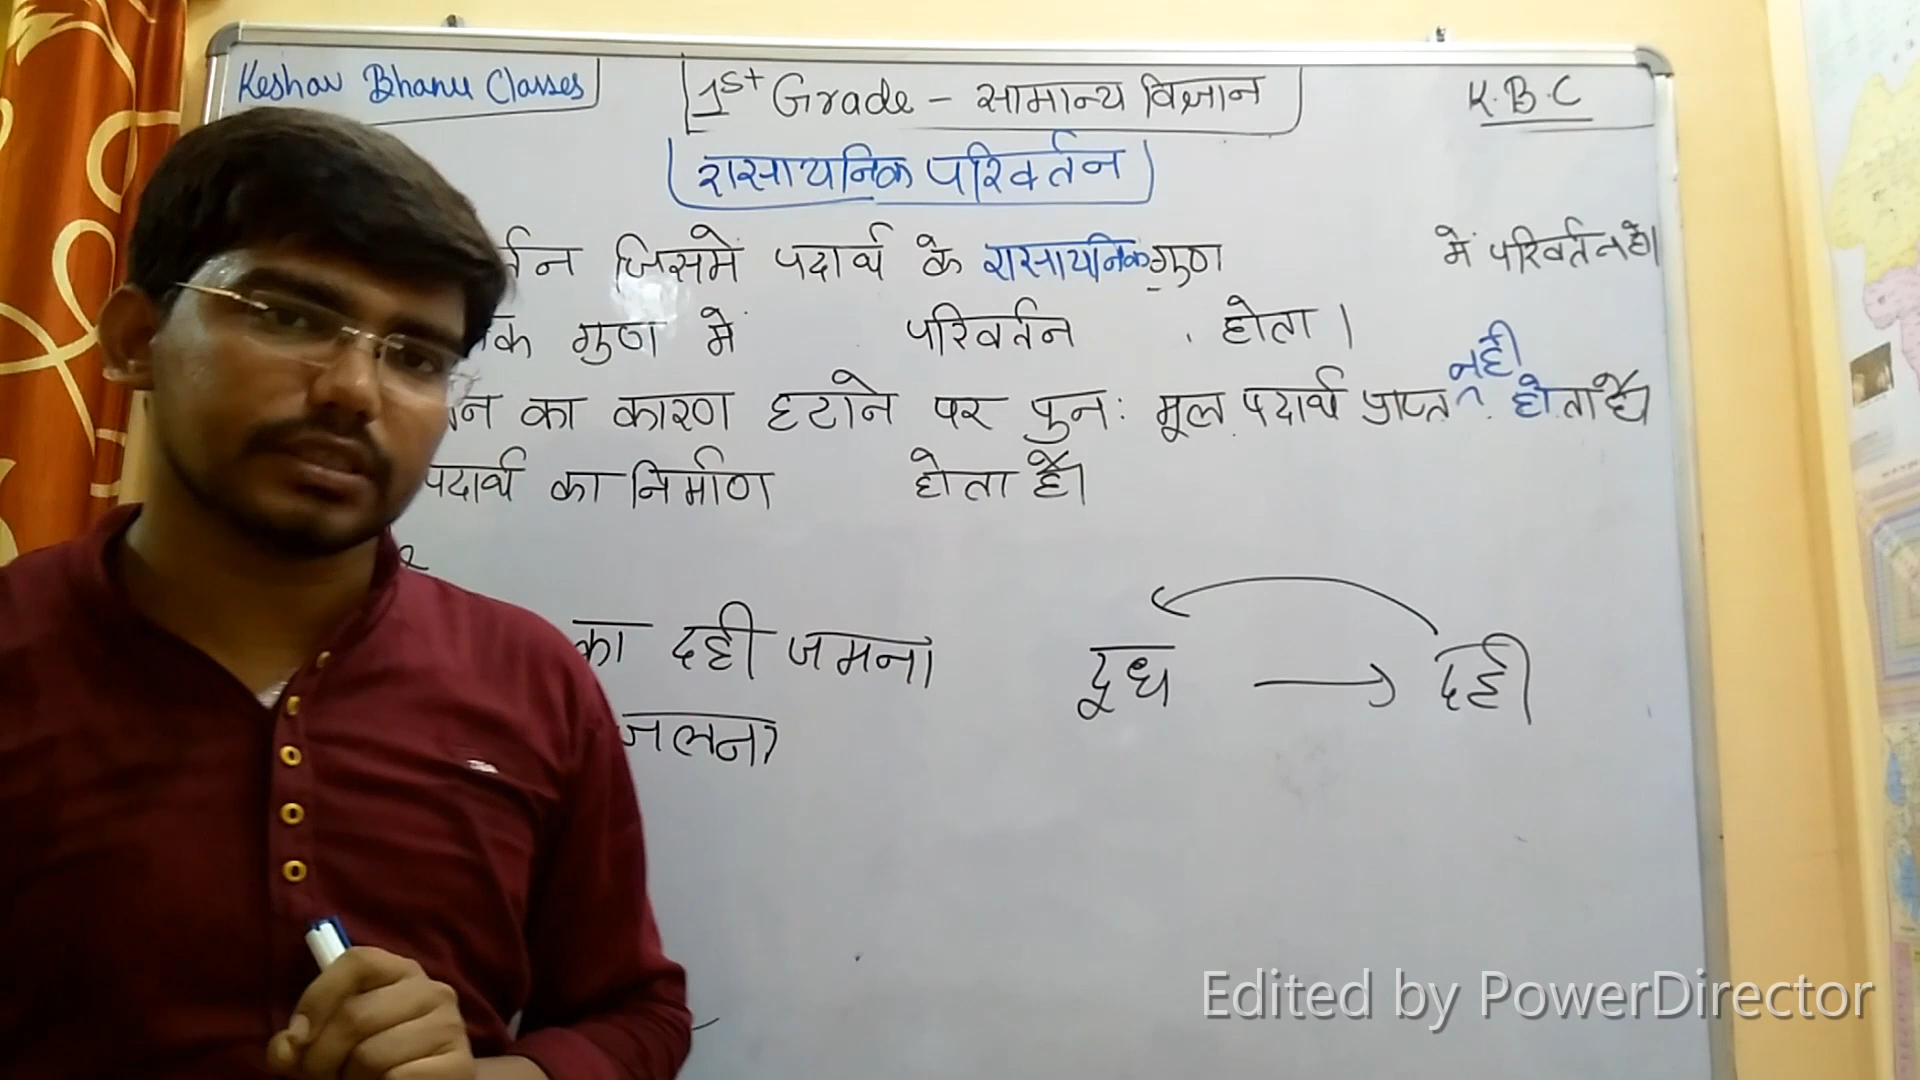 Keshav Bhanu Classes
1st Grade - सामान्य विज्ञान
K.B.C
रासायनिक परिवर्तन
र्तन जिसमें पदार्थ के रासायनिक गुण में परिवर्तन है।
क गुण में परिवर्तन होता।
न का कारण हटाने पर पुनः मूल पदार्थ प्राप्त नहीं होता है
पदार्थ का निर्माण होता है।
का दही जमना दूध → दही
जलना
Edited by PowerDirector